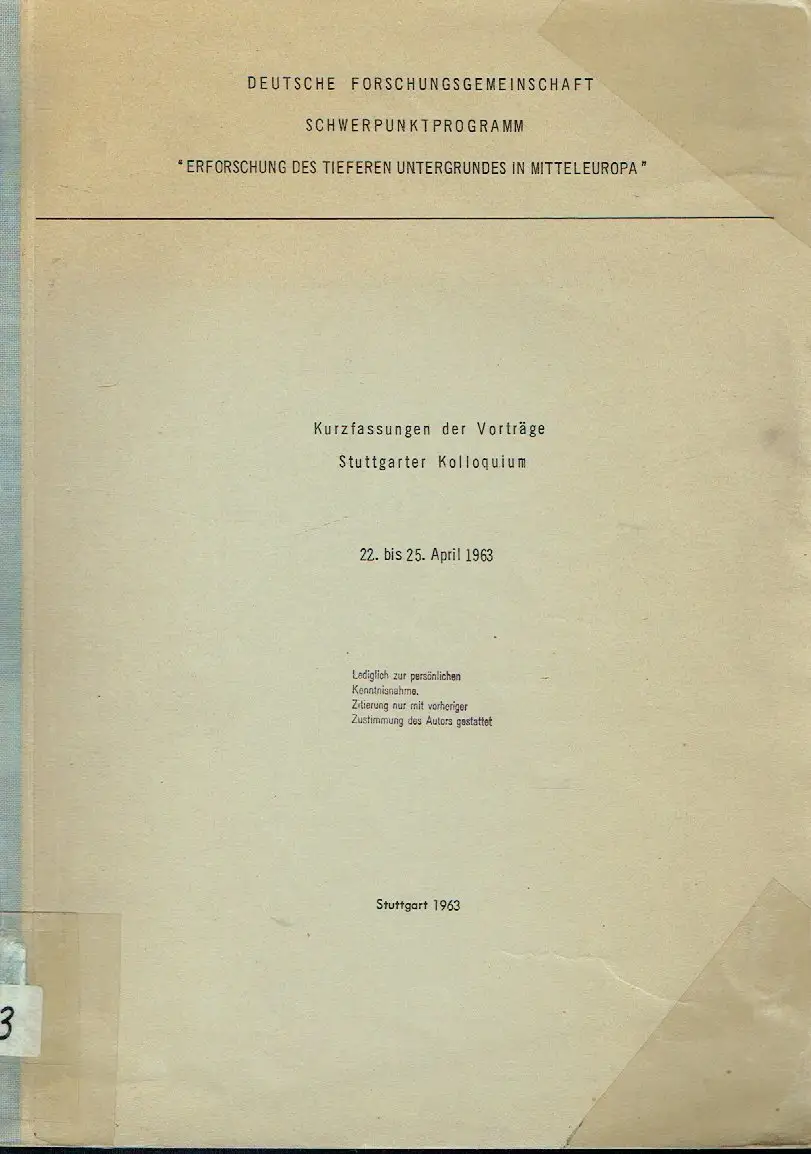 DEUTSCHE FORSCHUNGSGEMEINSCHAFT
SCHWERPUNKTPROGRAMM
"ERFORSCHUNG DES TIEFEREN UNTERGRUNDES IN MITTELEUROPA"
Kurzfassungen der Vorträge
Stuttgarter Kolloquium
22. bis 25. April 1963
Lediglich zur persönlichen
Kenntnisnahme.
Zitierung nur mit vorheriger
Zustimmung des Autors gestattet
Stuttgart 1963
3